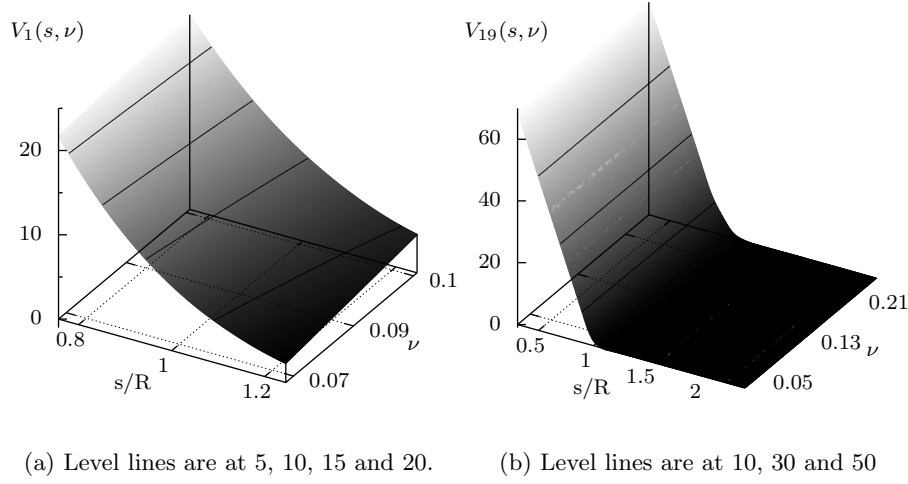 V₁(s, ν)
20
10
0
0.8
1
1.2
s/R
0.07
0.09
0.1
ν
V₁₉(s, ν)
60
40
20
0
0.5
1
1.5
2
s/R
0.05
0.13
0.21
ν
(a) Level lines are at 5, 10, 15 and 20.
(b) Level lines are at 10, 30 and 50